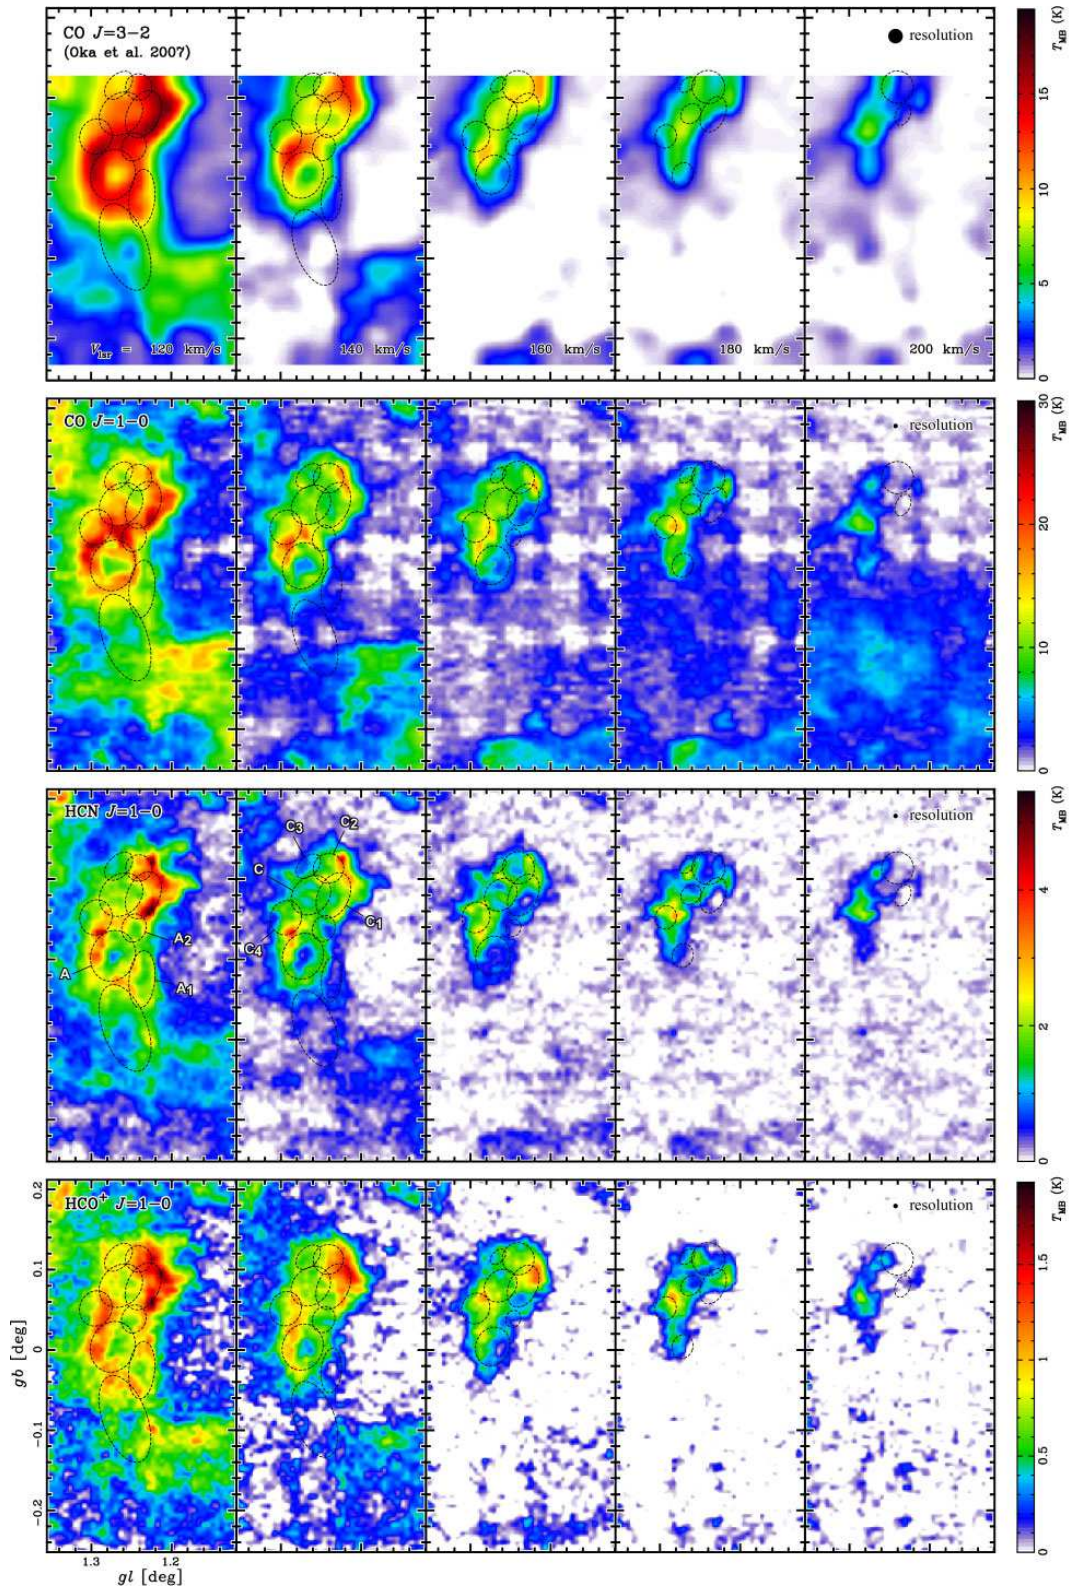 CO J=3−2
(Oka et al. 2007)
resolution
V_lsr = 120 km/s
140 km/s
160 km/s
180 km/s
200 km/s
T_MB (K)
15
10
5
0
CO J=1−0
resolution
T_MB (K)
30
20
10
0
HCN J=1−0
C3
C2
C
C1
A2
C4
A
A1
resolution
T_MB (K)
4
2
0
HCO+ J=1−0
resolution
T_MB (K)
1.5
1
0.5
0
0.2
0.1
0
−0.1
−0.2
gb [deg]
1.3
1.2
gl [deg]